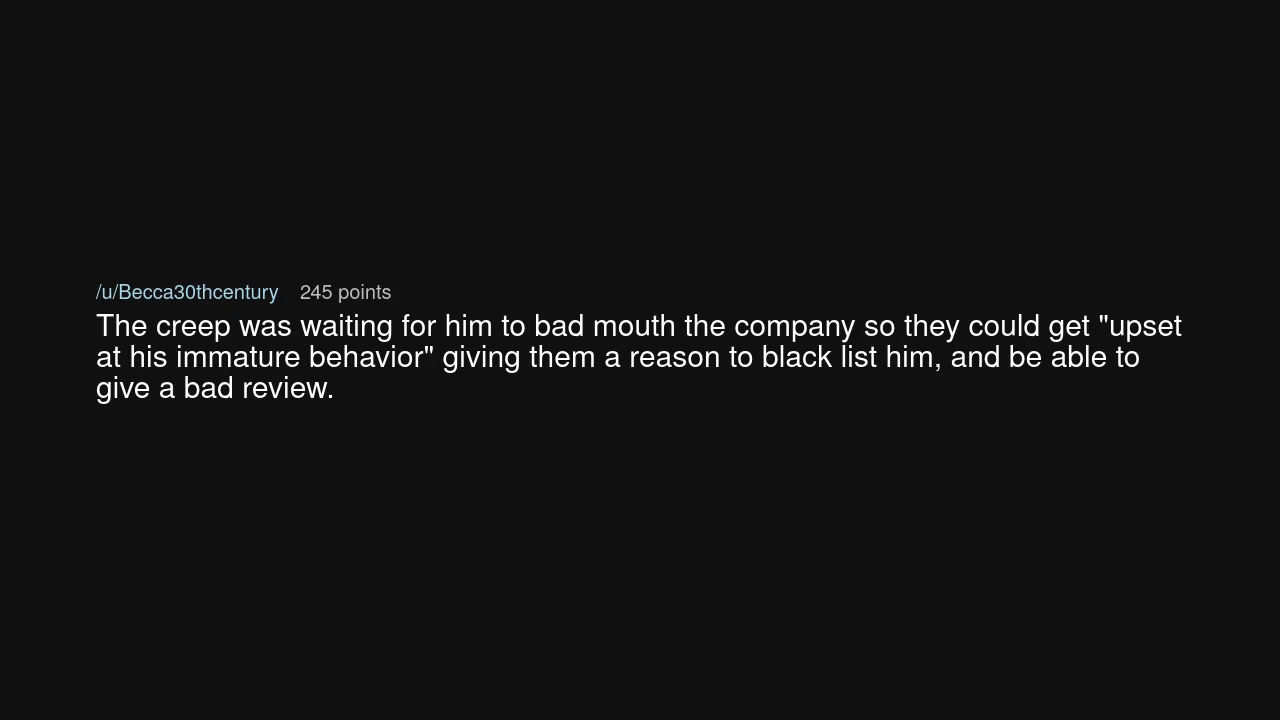 /u/Becca30thcentury 245 points
The creep was waiting for him to bad mouth the company so they could get "upset
at his immature behavior" giving them a reason to black list him, and be able to
give a bad review.